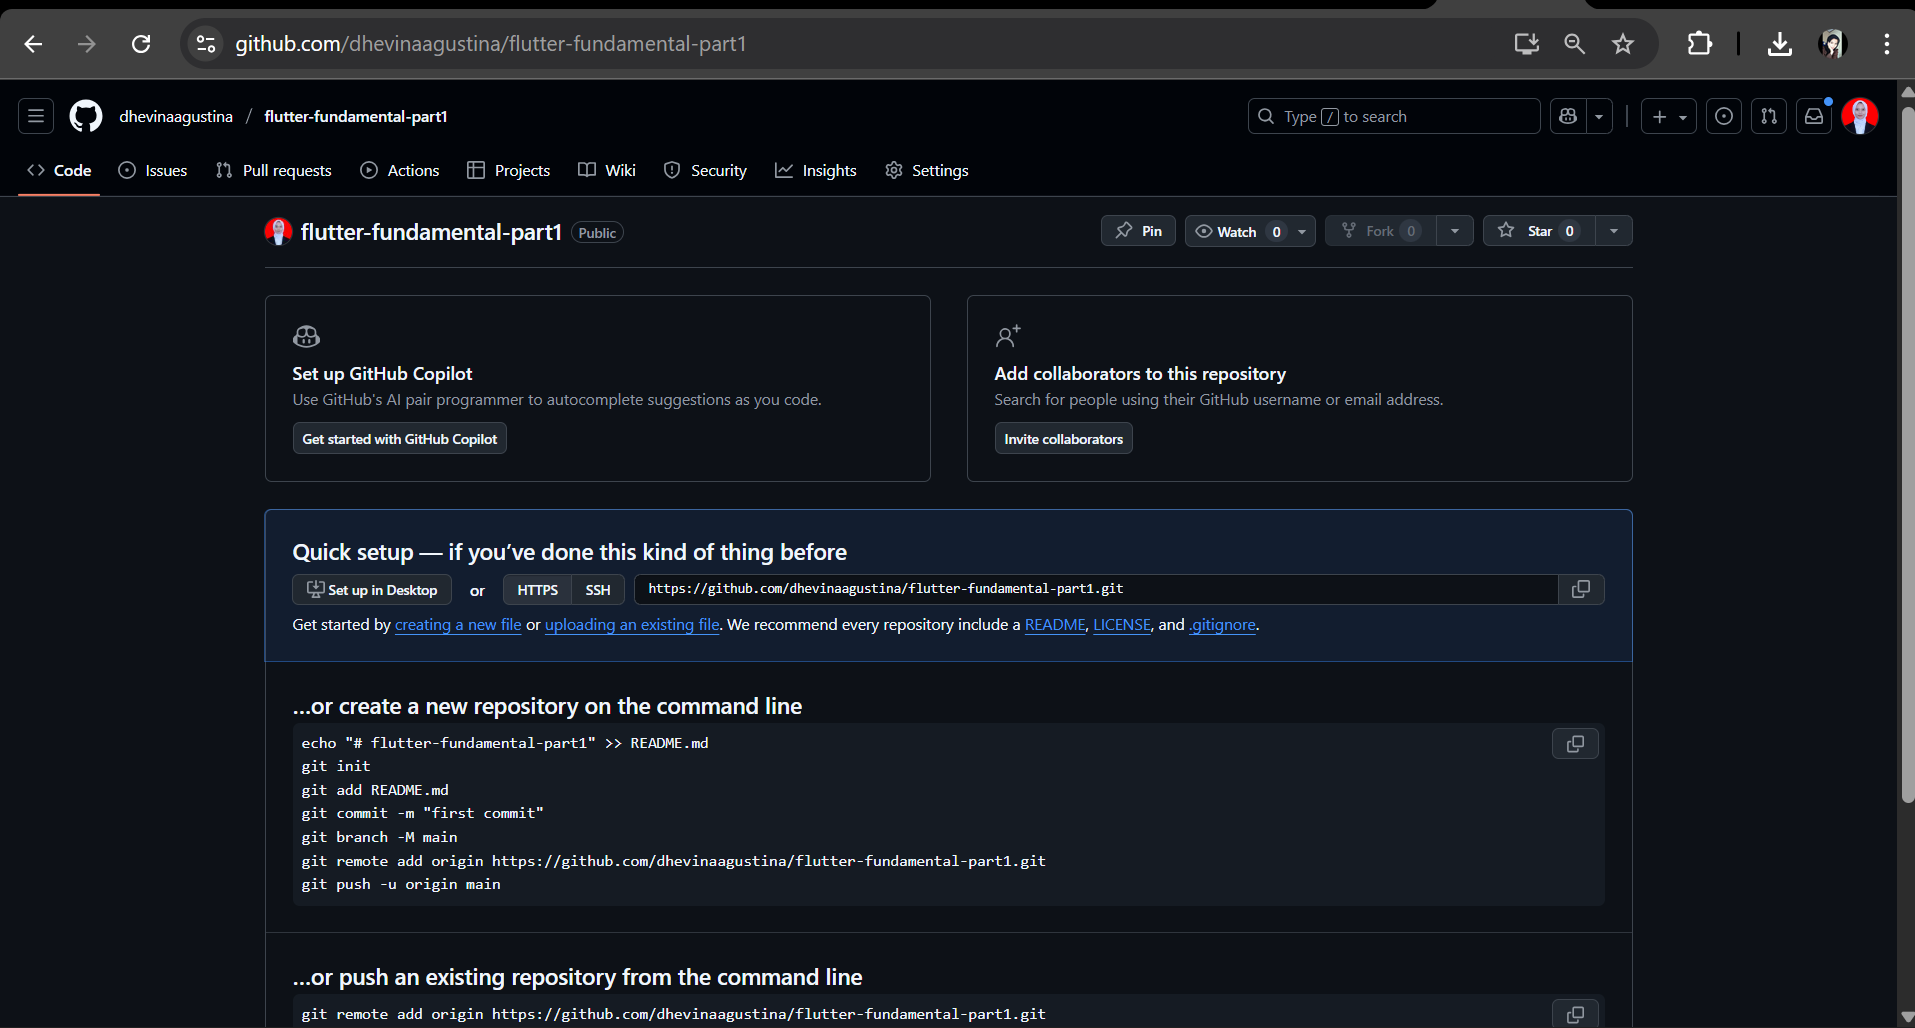 github.com/dhevinaagustina/flutter-fundamental-part1
dhevinaagustina / flutter-fundamental-part1
Type / to search
Code Issues Pull requests Actions Projects Wiki Security Insights Settings
flutter-fundamental-part1 Public
Pin Watch 0 Fork 0 Star 0
Set up GitHub Copilot
Use GitHub's AI pair programmer to autocomplete suggestions as you code.
Get started with GitHub Copilot
Add collaborators to this repository
Search for people using their GitHub username or email address.
Invite collaborators
Quick setup — if you’ve done this kind of thing before
Set up in Desktop or HTTPS SSH https://github.com/dhevinaagustina/flutter-fundamental-part1.git
Get started by creating a new file or uploading an existing file. We recommend every repository include a README, LICENSE, and .gitignore.
…or create a new repository on the command line
echo "# flutter-fundamental-part1" >> README.md
git init
git add README.md
git commit -m "first commit"
git branch -M main
git remote add origin https://github.com/dhevinaagustina/flutter-fundamental-part1.git
git push -u origin main
…or push an existing repository from the command line
git remote add origin https://github.com/dhevinaagustina/flutter-fundamental-part1.git